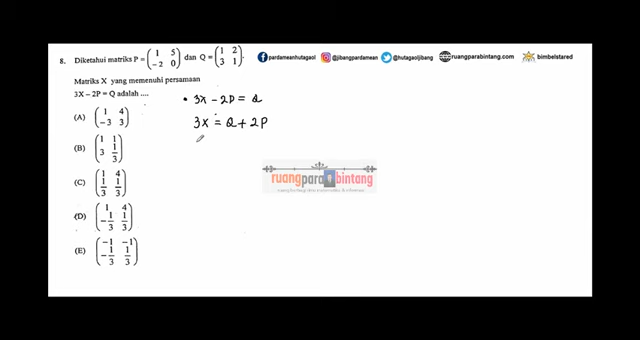 8. Diketahui matriks P = ( 1 5 -2 0 ) dan Q = ( 1 2 3 1 ).
pardameanhutagaol @jibangpardamean @hutagoljibang ruangparabintang.com bimbelstared
Matriks X yang memenuhi persamaan
3X – 2P = Q adalah ....
• 3X – 2P = Q
3X = Q + 2P
(A) ( 1 4 -3 3 )
(B) ( 1 1 3 1/3 )
(C) ( 1 4 1/3 1/3 )
(D) ( 1 4 -1/3 1/3 )
(E) ( -1 -1 -1/3 1/3 )
ruangparabintang